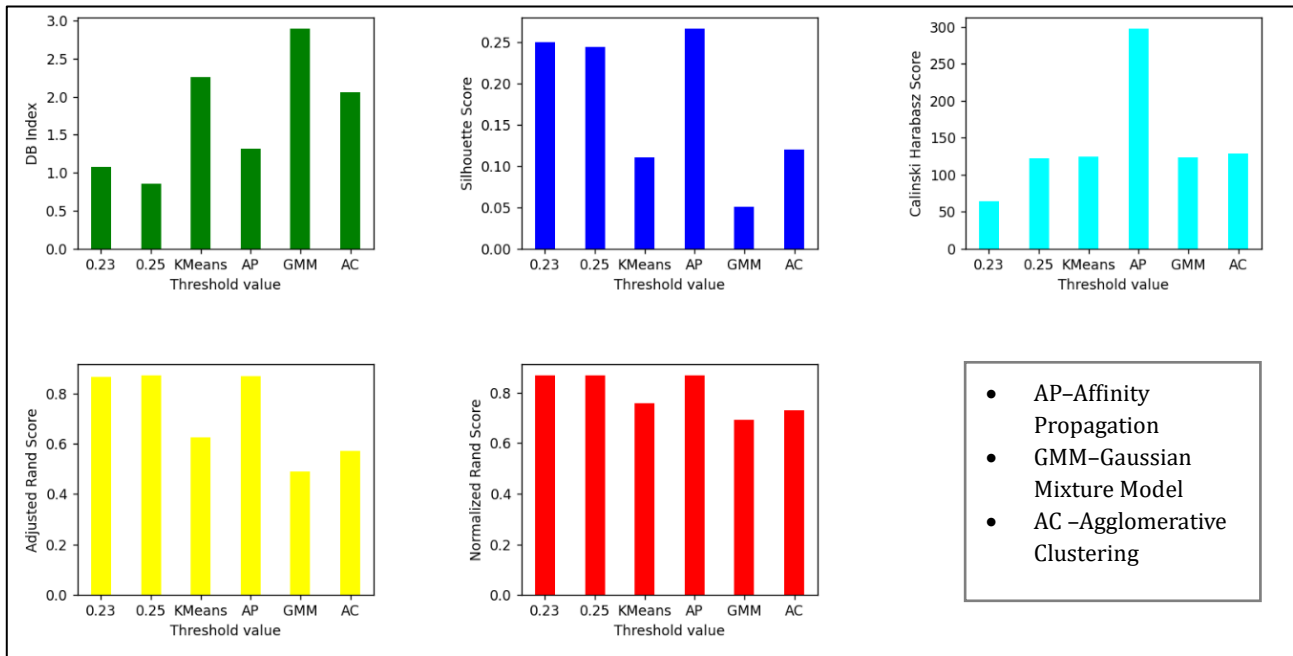 DB Index
3.0
2.5
2.0
1.5
1.0
0.5
0.0
0.23 0.25 KMeans AP GMM AC
Threshold value
Silhouette Score
0.25
0.20
0.15
0.10
0.05
0.00
0.23 0.25 KMeans AP GMM AC
Threshold value
Calinski Harabasz Score
300
250
200
150
100
50
0
0.23 0.25 KMeans AP GMM AC
Threshold value
Adjusted Rand Score
0.8
0.6
0.4
0.2
0.0
0.23 0.25 KMeans AP GMM AC
Threshold value
Normalized Rand Score
0.8
0.6
0.4
0.2
0.0
0.23 0.25 KMeans AP GMM AC
Threshold value
• AP–Affinity
Propagation
• GMM–Gaussian
Mixture Model
• AC –Agglomerative
Clustering